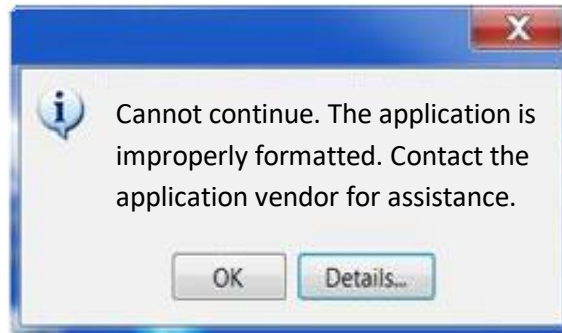 Cannot continue. The application is
improperly formatted. Contact the
application vendor for assistance.
OK
Details...